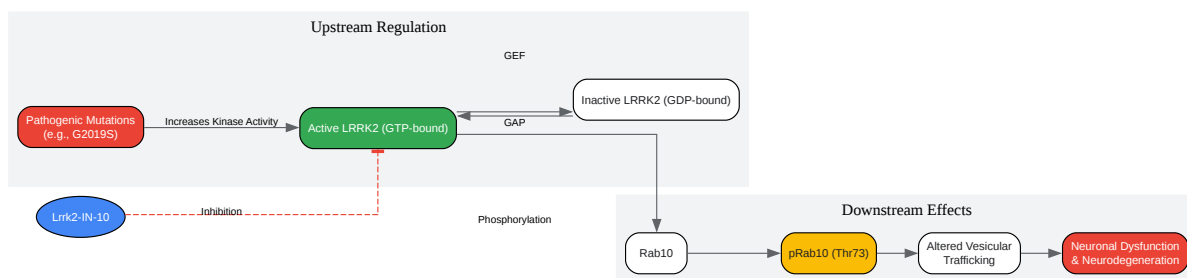 Upstream Regulation
GEF
Inactive LRRK2 (GDP-bound)
Pathogenic Mutations
(e.g., G2019S)
Increases Kinase Activity
Active LRRK2 (GTP-bound)
GAP
Lrrk2-IN-10
Inhibition
Phosphorylation
Downstream Effects
Rab10
pRab10 (Thr73)
Altered Vesicular
Trafficking
Neuronal Dysfunction
& Neurodegeneration